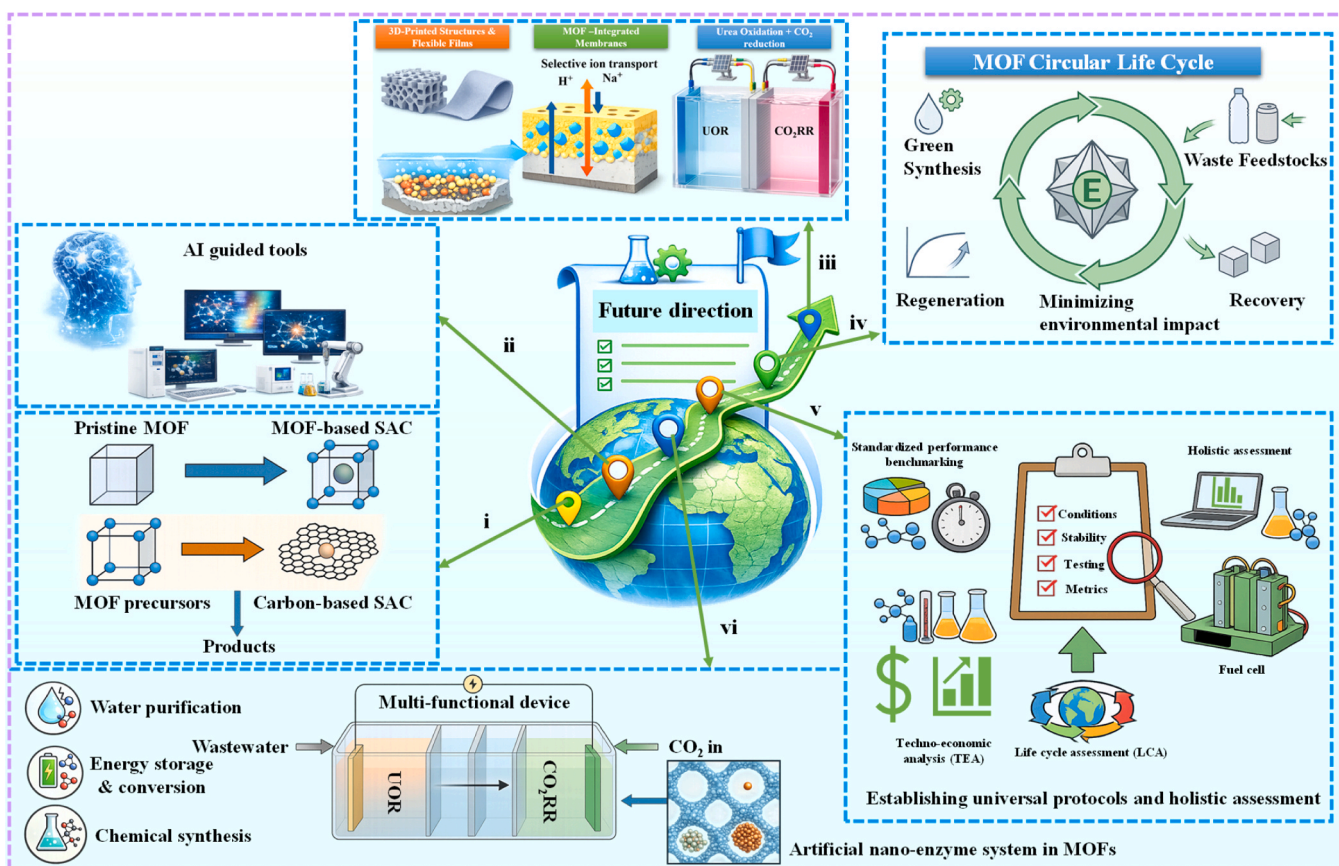 3D-Printed Structures &
Flexible Films
MOF –Integrated
Membranes
Selective ion transport
H⁺
Na⁺
Urea Oxidation + CO₂
reduction
UOR
CO₂RR
MOF Circular Life Cycle
Green
Synthesis
Waste Feedstocks
E
Regeneration
Minimizing
environmental impact
Recovery
AI guided tools
Future direction
i
ii
iii
iv
v
vi
Pristine MOF
MOF-based SAC
MOF precursors
Carbon-based SAC
Products
Standardized performance
benchmarking
Conditions
Stability
Testing
Metrics
Holistic assessment
Fuel cell
$
Techno-economic
analysis (TEA)
Life cycle assessment (LCA)
Establishing universal protocols and holistic assessment
Water purification
Energy storage
& conversion
Chemical synthesis
Multi-functional device
Wastewater
UOR
CO₂RR
CO₂ in
Artificial nano-enzyme system in MOFs